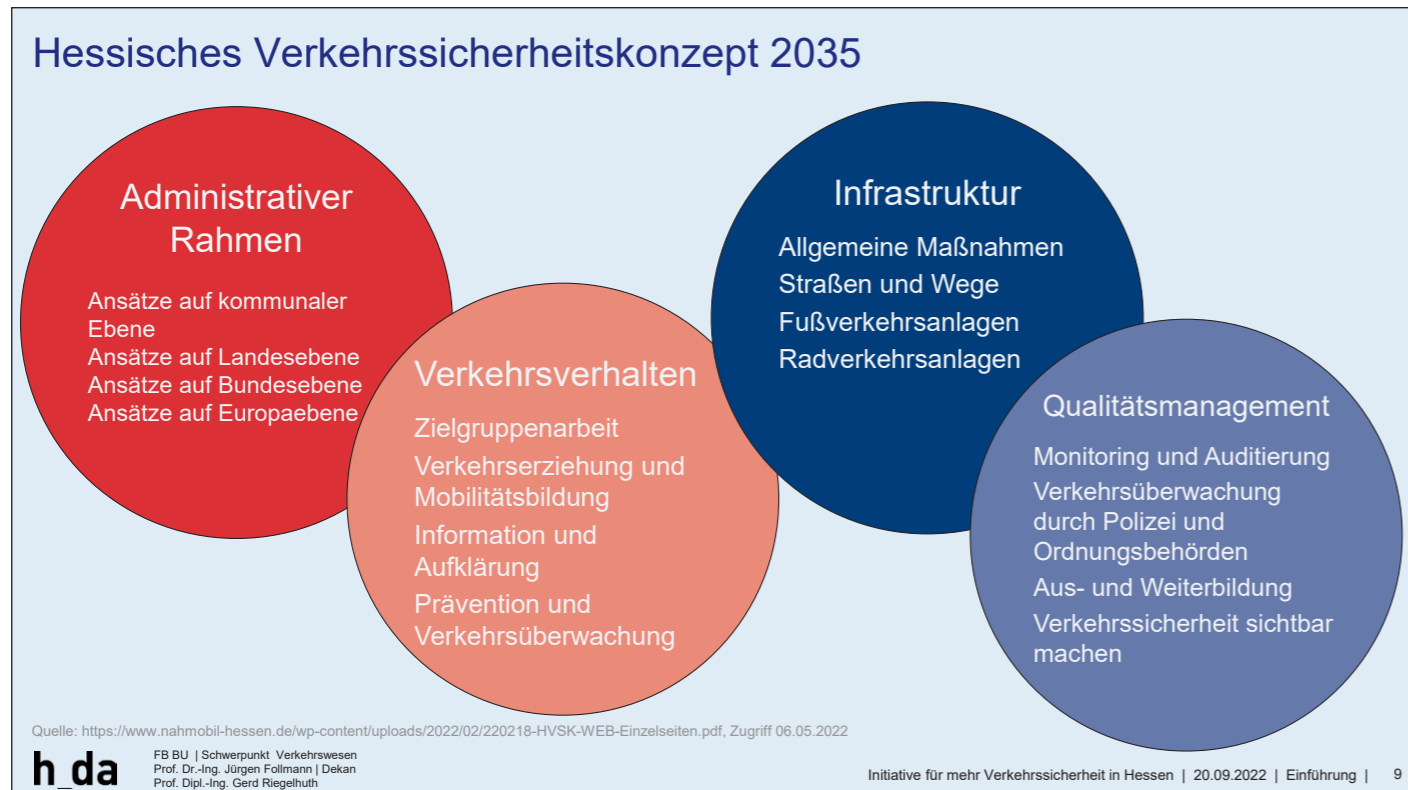 Hessisches Verkehrssicherheitskonzept 2035
Administrativer
Rahmen
Ansätze auf kommunaler
Ebene
Ansätze auf Landesebene
Ansätze auf Bundesebene
Ansätze auf Europaebene
Verkehrsverhalten
Zielgruppenarbeit
Verkehrserziehung und
Mobilitätsbildung
Information und
Aufklärung
Prävention und
Verkehrsüberwachung
Infrastruktur
Allgemeine Maßnahmen
Straßen und Wege
Fußverkehrsanlagen
Radverkehrsanlagen
Qualitätsmanagement
Monitoring und Auditierung
Verkehrsüberwachung
durch Polizei und
Ordnungsbehörden
Aus- und Weiterbildung
Verkehrssicherheit sichtbar
machen
Quelle: https://www.nahmobil-hessen.de/wp-content/uploads/2022/02/220218-HVSK-WEB-Einzelseiten.pdf, Zugriff 06.05.2022
h_da
FB BU | Schwerpunkt Verkehrswesen
Prof. Dr.-Ing. Jürgen Follmann | Dekan
Prof. Dipl.-Ing. Gerd Riegelhuth
Initiative für mehr Verkehrssicherheit in Hessen | 20.09.2022 | Einführung | 9